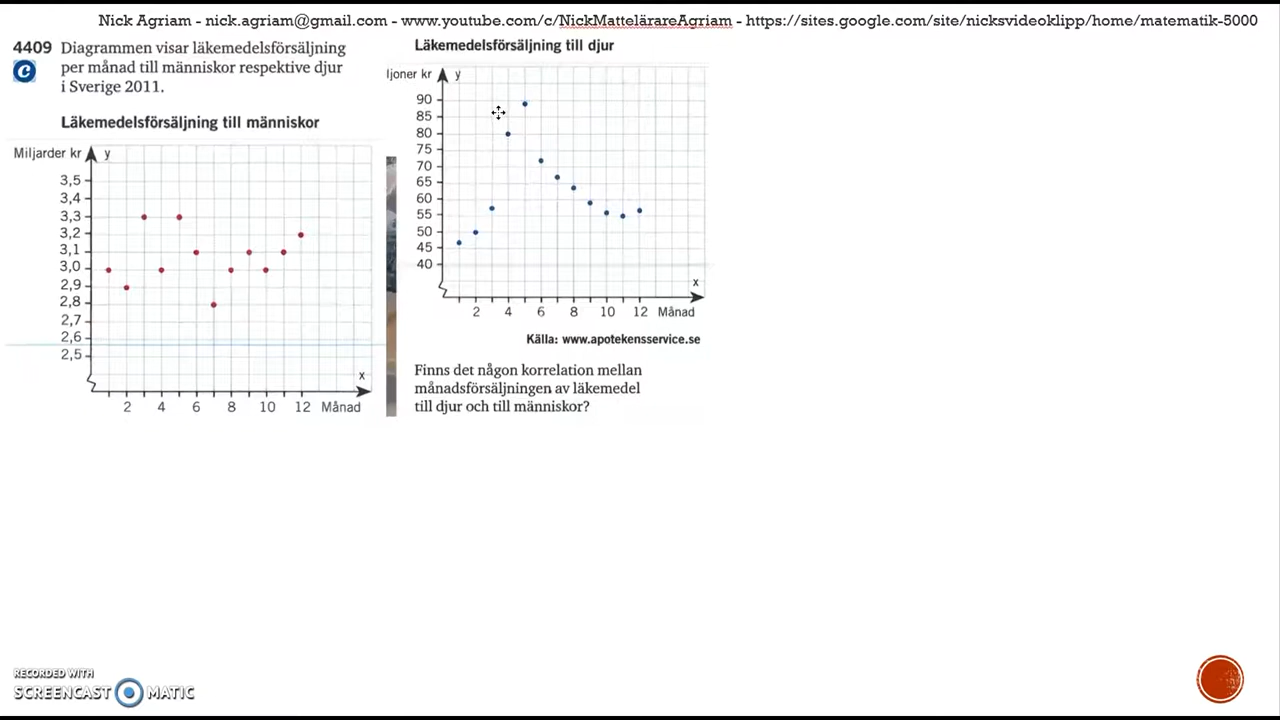 Nick Agriam - nick.agriam@gmail.com - www.youtube.com/c/NickMattelärareAgriam - https://sites.google.com/site/nicksvideoklipp/home/matematik-5000
4409 Diagrammen visar läkemedelsförsäljning
per månad till människor respektive djur
i Sverige 2011.
Läkemedelsförsäljning till människor
Miljarder kr y
3,5
3,4
3,3
3,2
3,1
3,0
2,9
2,8
2,7
2,6
2,5
x
2 4 6 8 10 12 Månad
Läkemedelsförsäljning till djur
ljoner kr y
90
85
80
75
70
65
60
55
50
45
40
x
2 4 6 8 10 12 Månad
Källa: www.apotekensservice.se
Finns det någon korrelation mellan
månadsförsäljningen av läkemedel
till djur och till människor?
RECORDED WITH
SCREENCAST MATIC